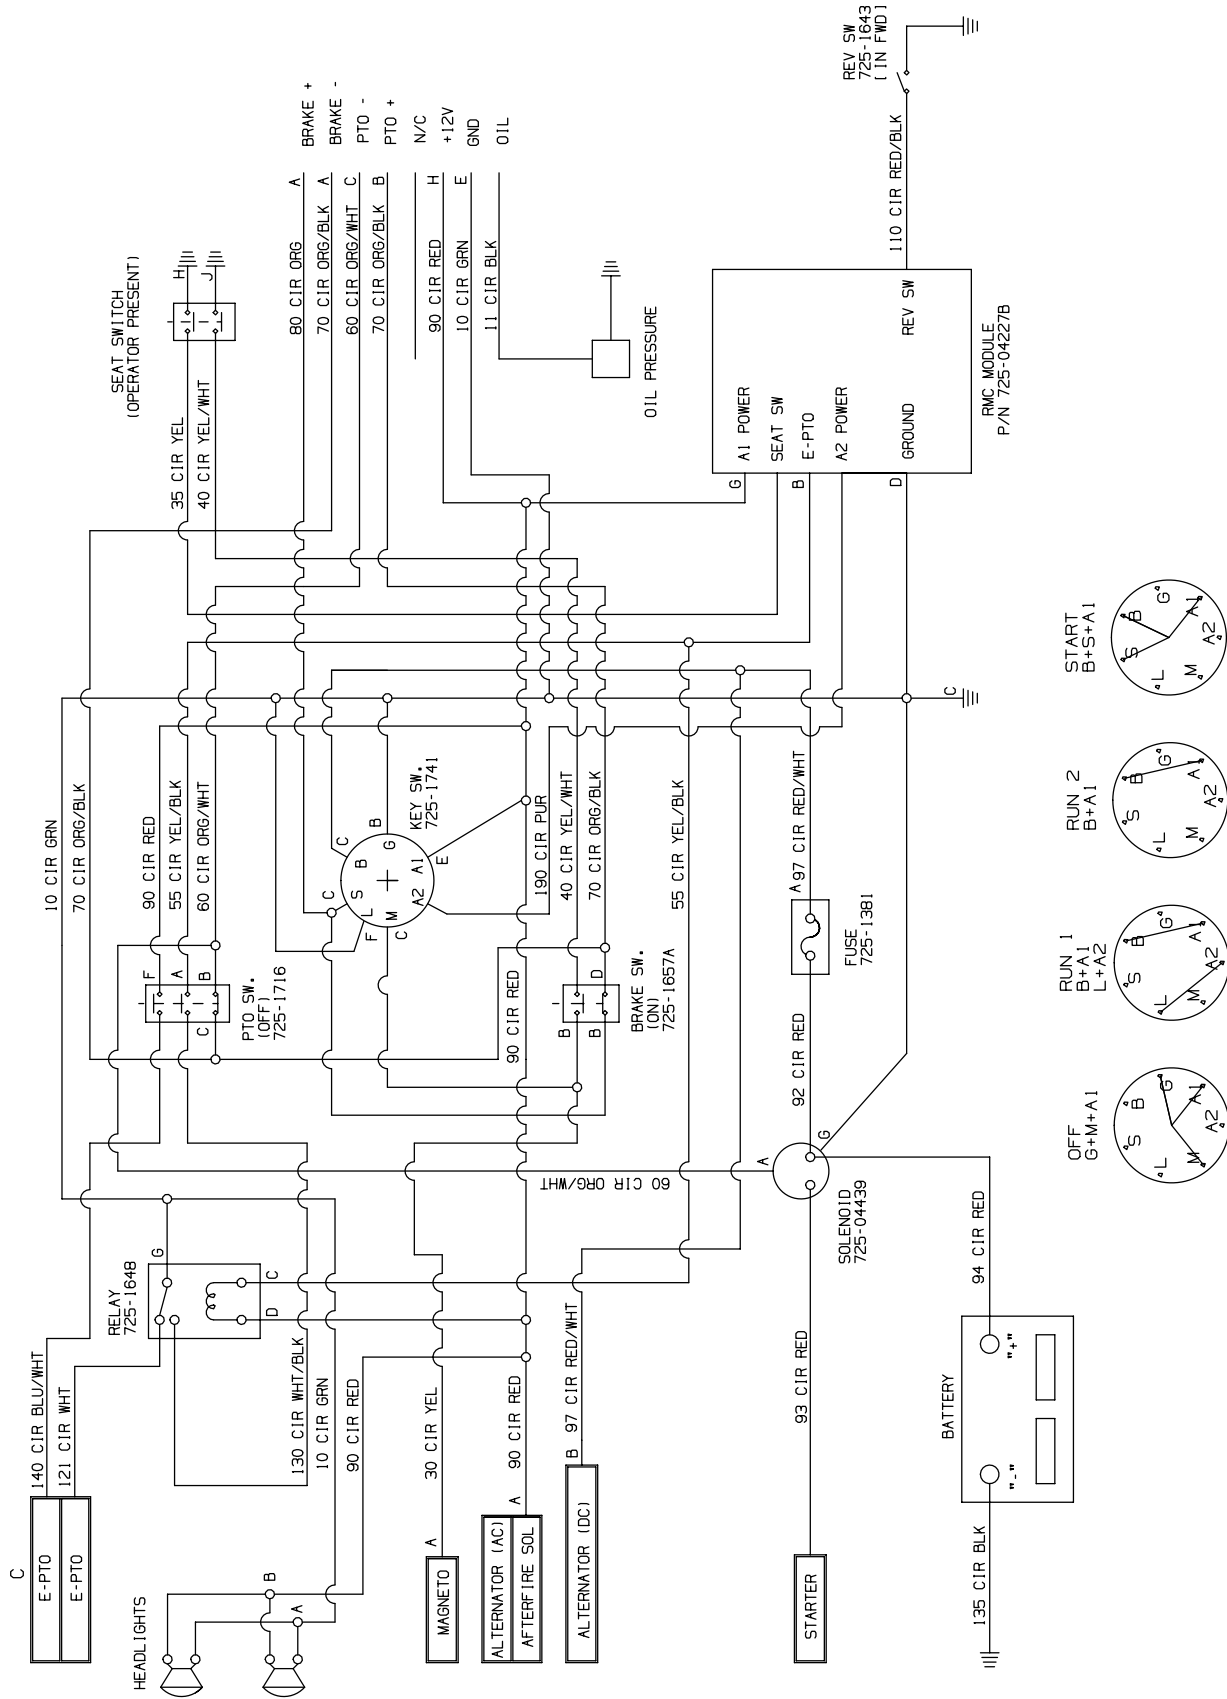 C
E-PTO
E-PTO
140 CIR BLU/WHT
121 CIR WHT
HEADLIGHTS
B
A
130 CIR WHT/BLK
10 CIR GRN
90 CIR RED
RELAY
725-1648
G
D
C
10 CIR GRN
70 CIR ORG/BLK
90 CIR RED
55 CIR YEL/BLK
60 CIR ORG/WHT
F
A
B
C
PTO SW.
(OFF)
725-1716
SEAT SWITCH
(OPERATOR PRESENT)
H
J
35 CIR YEL
40 CIR YEL/WHT
80 CIR ORG
A
BRAKE +
70 CIR ORG/BLK
A
BRAKE -
60 CIR ORG/WHT
C
PTO -
70 CIR ORG/BLK
B
PTO +
N/C
90 CIR RED
H
+12V
10 CIR GRN
E
GND
11 CIR BLK
OIL
OIL PRESSURE
KEY SW.
725-1741
C
C
B
E
F
C
B
G
A1
A2
M
L
S
MAGNETO
A
30 CIR YEL
ALTERNATOR (AC)
AFTERFIRE SOL
A
90 CIR RED
90 CIR RED
ALTERNATOR (DC)
B
97 CIR RED/WHT
190 CIR PUR
40 CIR YEL/WHT
70 CIR ORG/BLK
B
B
D
BRAKE SW.
(ON)
725-1657A
60 CIR ORG/WHT
55 CIR YEL/BLK
STARTER
93 CIR RED
A
G
SOLENOID
725-04439
92 CIR RED
FUSE
725-1381
A
97 CIR RED/WHT
C
G
B
D
A1 POWER
SEAT SW
E-PTO
A2 POWER
GROUND
REV SW
RMC MODULE
P/N 725-04227B
110 CIR RED/BLK
REV SW
725-1643
[IN FWD]
94 CIR RED
BATTERY
"+"
"-"
135 CIR BLK
OFF
G+M+A1
L
S
B
G
A1
A2
M
RUN 1
B+A1
L+A2
L
S
B
G
A1
A2
M
RUN 2
B+A1
L
S
B
G
A1
A2
M
START
B+S+A1
L
S
B
G
A1
A2
M